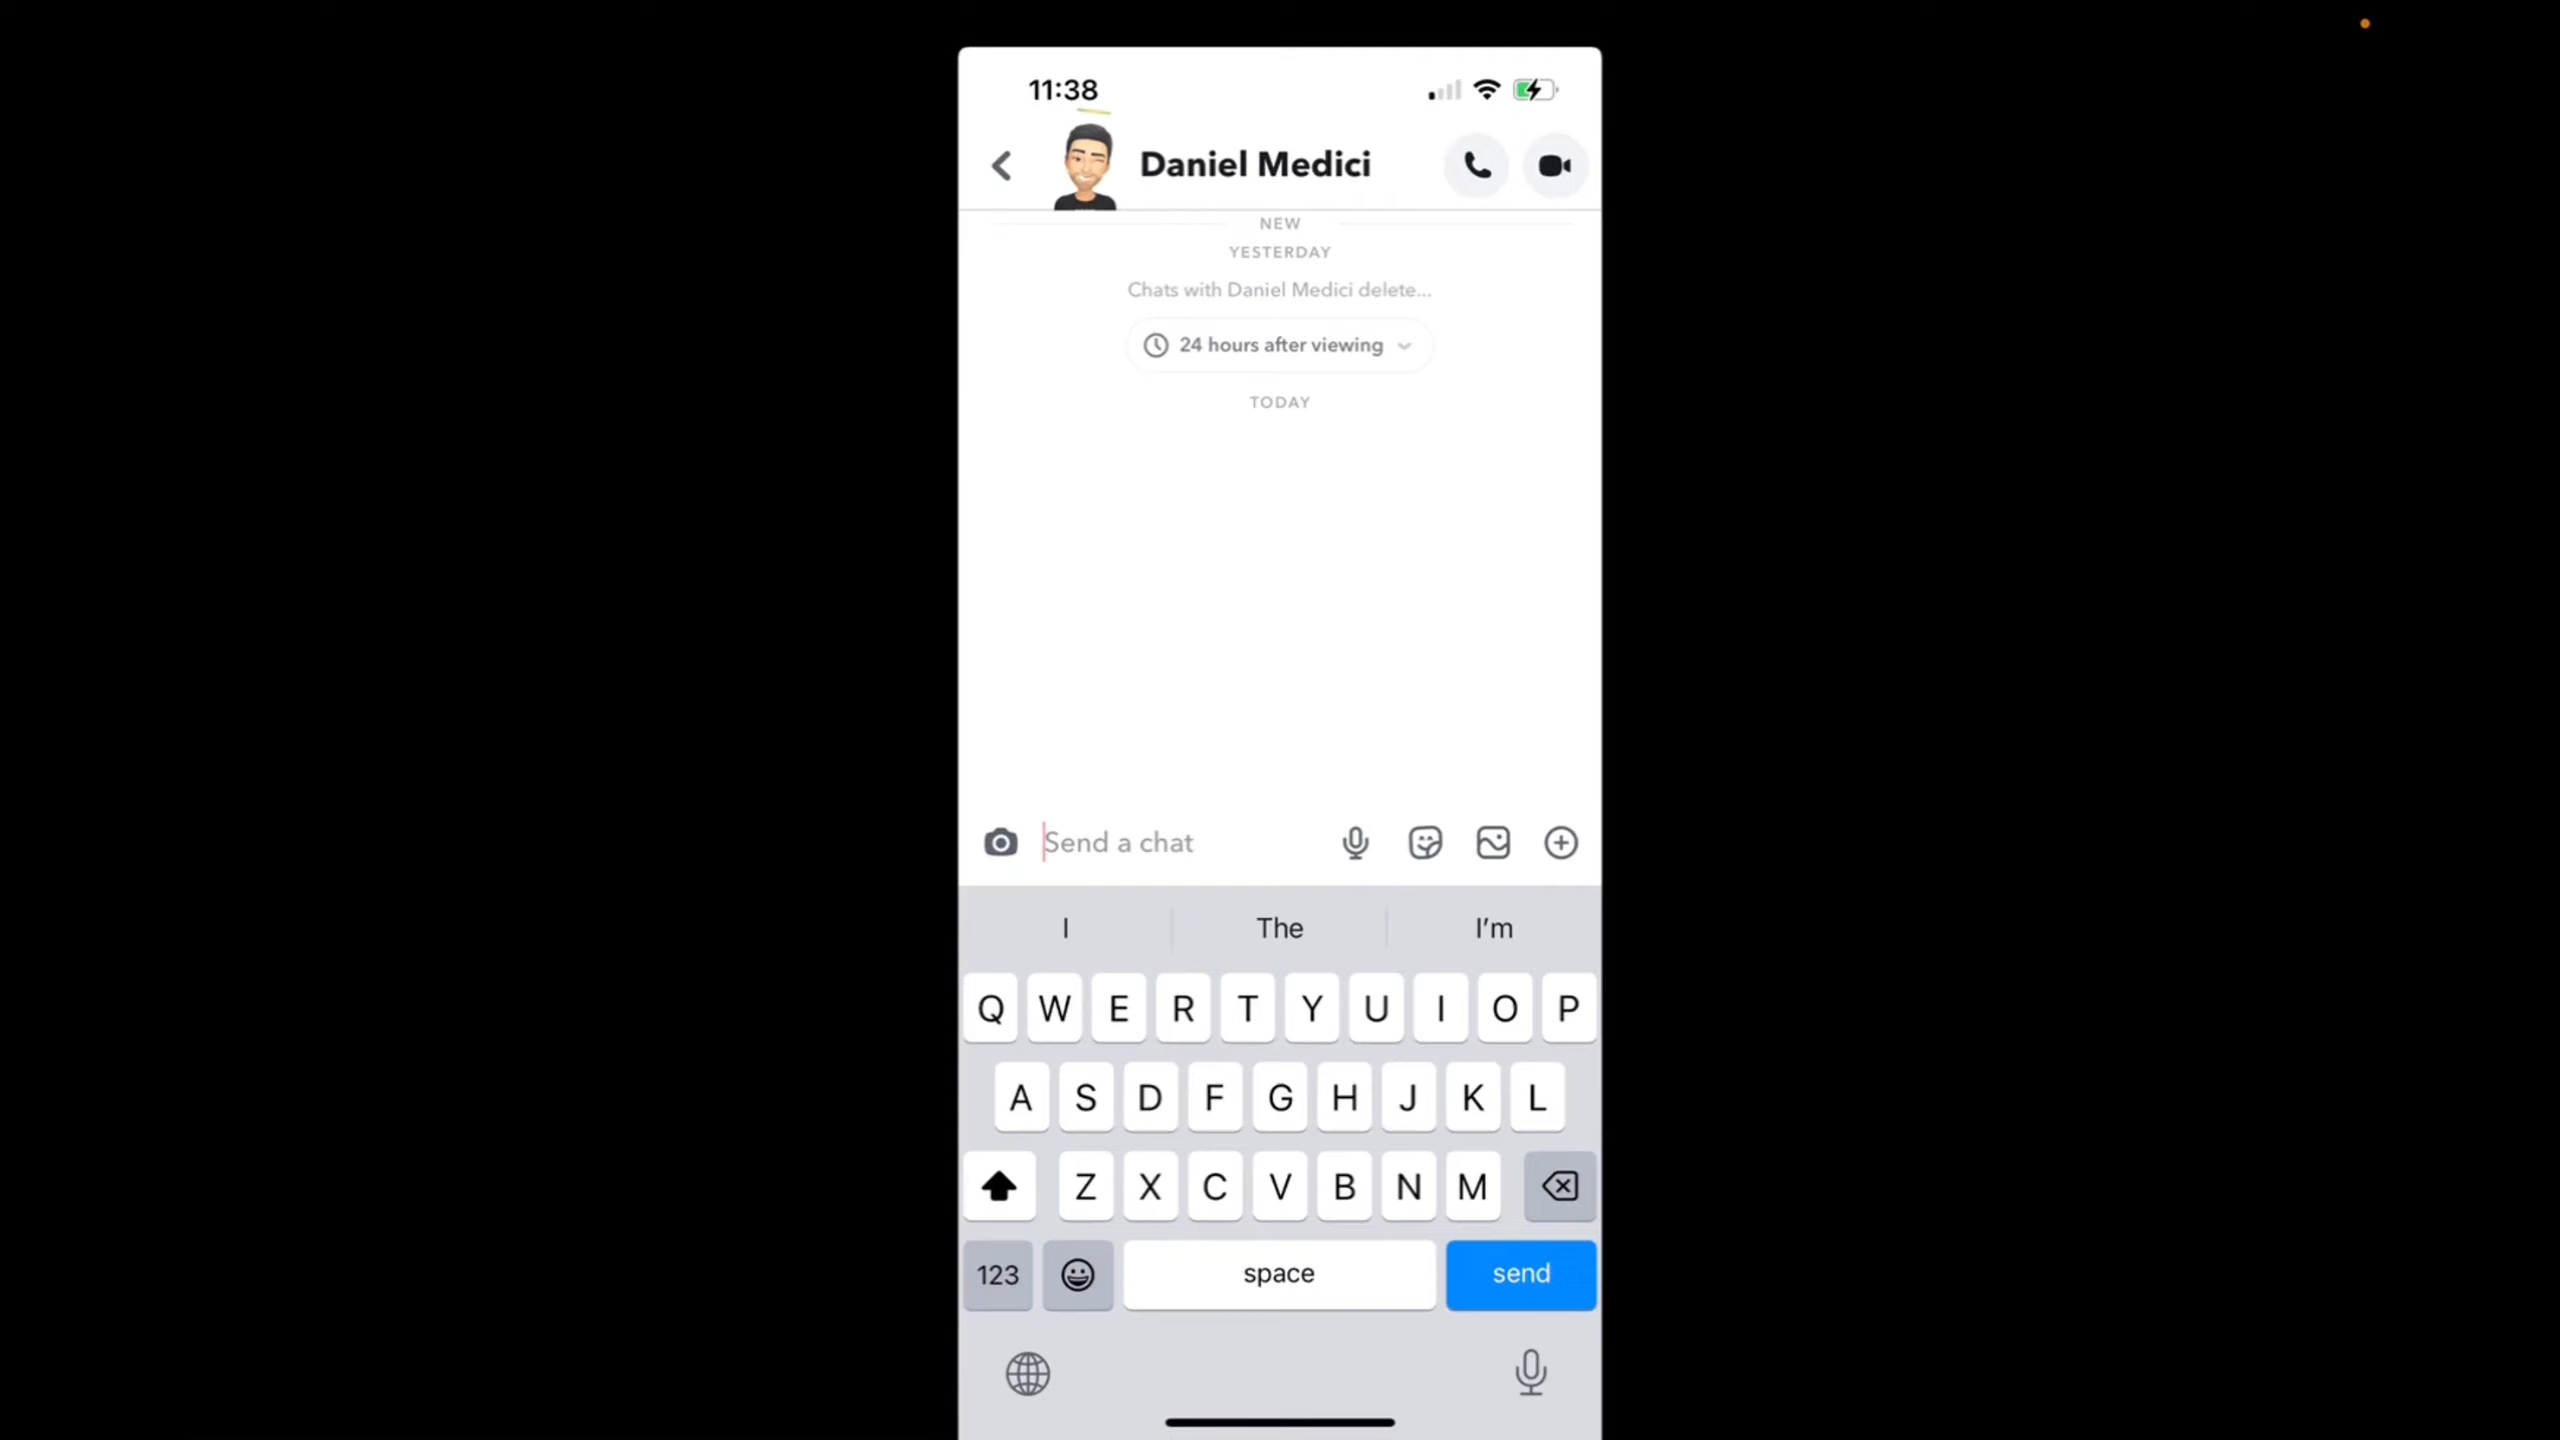 11:38
Daniel Medici
NEW
YESTERDAY
Chats with Daniel Medici delete...
24 hours after viewing
TODAY
Send a chat
I The I'm
Q W E R T Y U I O P
A S D F G H J K L
Z X C V B N M
123 space send